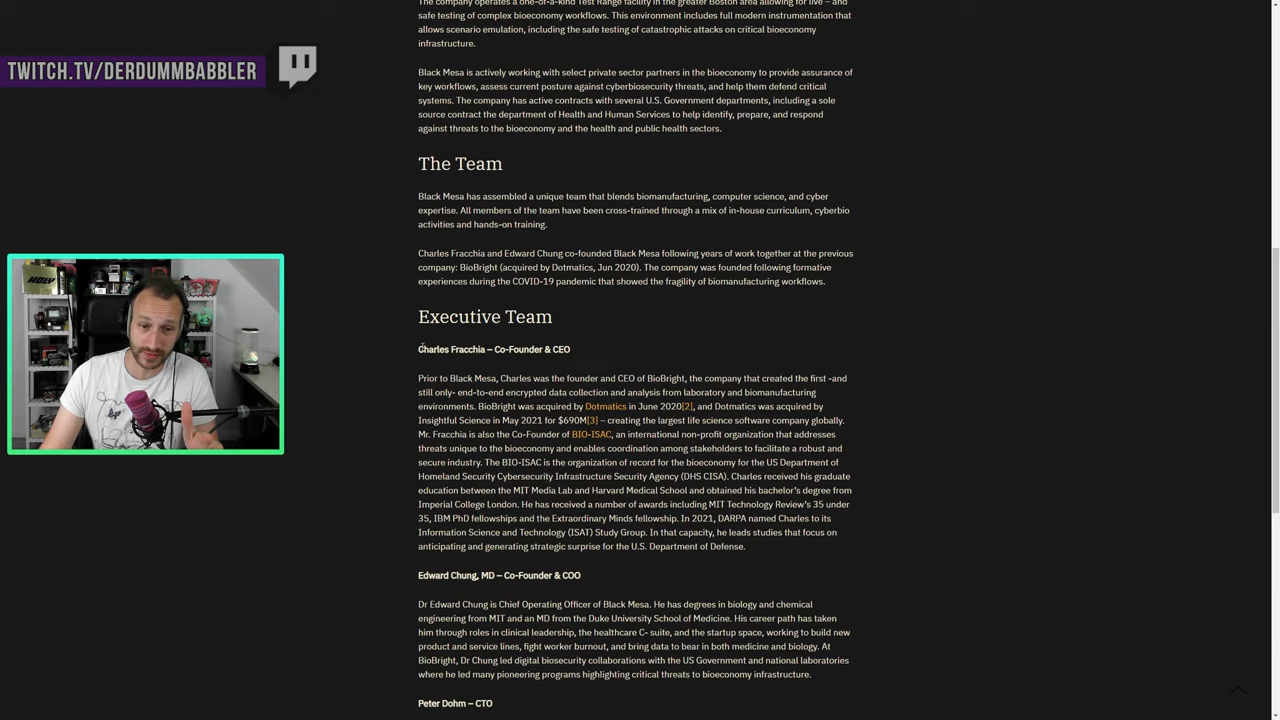 The company operates a one-of-a-kind Test Range facility in the greater Boston area allowing for live – and
safe testing of complex bioeconomy workflows. This environment includes full modern instrumentation that
allows scenario emulation, including the safe testing of catastrophic attacks on critical bioeconomy
infrastructure.
TWITCH.TV/DERDUMMBABBLER
Black Mesa is actively working with select private sector partners in the bioeconomy to provide assurance of
key workflows, assess current posture against cyberbiosecurity threats, and help them defend critical
systems. The company has active contracts with several U.S. Government departments, including a sole
source contract the department of Health and Human Services to help identify, prepare, and respond
against threats to the bioeconomy and the health and public health sectors.
The Team
Black Mesa has assembled a unique team that blends biomanufacturing, computer science, and cyber
expertise. All members of the team have been cross-trained through a mix of in-house curriculum, cyberbio
activities and hands-on training.
Charles Fracchia and Edward Chung co-founded Black Mesa following years of work together at the previous
company: BioBright (acquired by Dotmatics, Jun 2020). The company was founded following formative
experiences during the COVID-19 pandemic that showed the fragility of biomanufacturing workflows.
HOLY
Executive Team
Charles Fracchia – Co-Founder & CEO
Prior to Black Mesa, Charles was the founder and CEO of BioBright, the company that created the first -and
still only- end-to-end encrypted data collection and analysis from laboratory and biomanufacturing
environments. BioBright was acquired by Dotmatics in June 2020[2], and Dotmatics was acquired by
Insightful Science in May 2021 for $690M[3] – creating the largest life science software company globally.
Mr. Fracchia is also the Co-Founder of BIO-ISAC, an international non-profit organization that addresses
threats unique to the bioeconomy and enables coordination among stakeholders to facilitate a robust and
secure industry. The BIO-ISAC is the organization of record for the bioeconomy for the US Department of
Homeland Security Cybersecurity Infrastructure Security Agency (DHS CISA). Charles received his graduate
education between the MIT Media Lab and Harvard Medical School and obtained his bachelor's degree from
Imperial College London. He has received a number of awards including MIT Technology Review's 35 under
35, IBM PhD fellowships and the Extraordinary Minds fellowship. In 2021, DARPA named Charles to its
Information Science and Technology (ISAT) Study Group. In that capacity, he leads studies that focus on
anticipating and generating strategic surprise for the U.S. Department of Defense.
Edward Chung, MD – Co-Founder & COO
Dr Edward Chung is Chief Operating Officer of Black Mesa. He has degrees in biology and chemical
engineering from MIT and an MD from the Duke University School of Medicine. His career path has taken
him through roles in clinical leadership, the healthcare C- suite, and the startup space, working to build new
product and service lines, fight worker burnout, and bring data to bear in both medicine and biology. At
BioBright, Dr Chung led digital biosecurity collaborations with the US Government and national laboratories
where he led many pioneering programs highlighting critical threats to bioeconomy infrastructure.
Peter Dohm – CTO